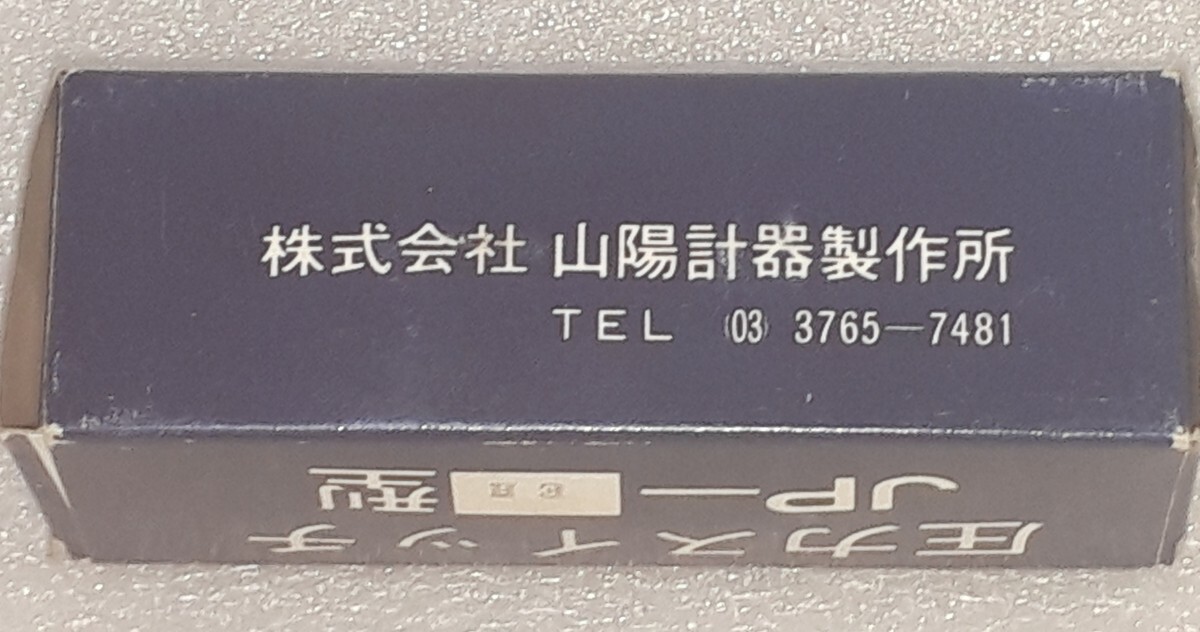 株式会社 山陽計器製作所
TEL (03) 3765—7481
圧力スイッチ
JP— 型